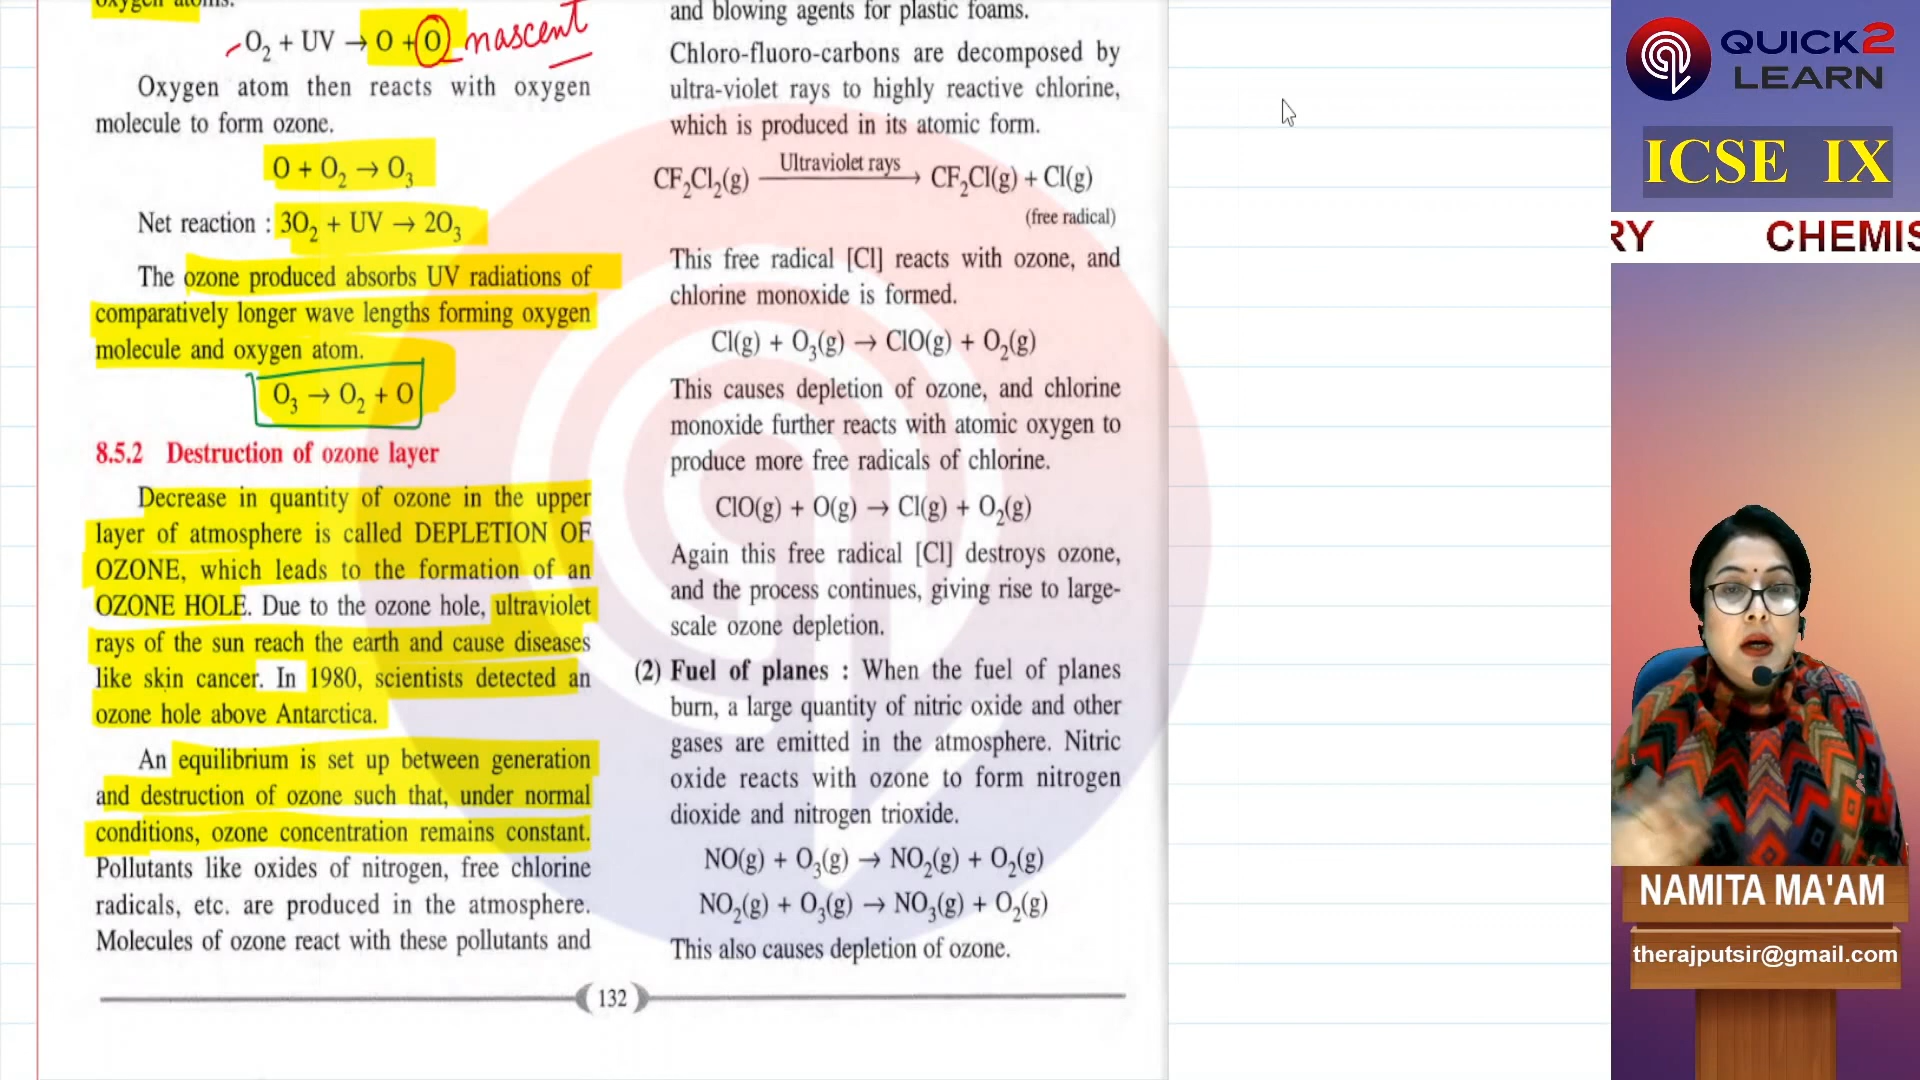 oxygen atoms.
O₂ + UV → O + O nascent
Oxygen atom then reacts with oxygen
molecule to form ozone.
O + O₂ → O₃
Net reaction : 3O₂ + UV → 2O₃
The ozone produced absorbs UV radiations of
comparatively longer wave lengths forming oxygen
molecule and oxygen atom.
O₃ → O₂ + O
8.5.2 Destruction of ozone layer
Decrease in quantity of ozone in the upper
layer of atmosphere is called DEPLETION OF
OZONE, which leads to the formation of an
OZONE HOLE. Due to the ozone hole, ultraviolet
rays of the sun reach the earth and cause diseases
like skin cancer. In 1980, scientists detected an
ozone hole above Antarctica.
An equilibrium is set up between generation
and destruction of ozone such that, under normal
conditions, ozone concentration remains constant.
Pollutants like oxides of nitrogen, free chlorine
radicals, etc. are produced in the atmosphere.
Molecules of ozone react with these pollutants and
and blowing agents for plastic foams.
Chloro-fluoro-carbons are decomposed by
ultra-violet rays to highly reactive chlorine,
which is produced in its atomic form.
Ultraviolet rays
CF₂Cl₂(g) → CF₂Cl(g) + Cl(g)
(free radical)
This free radical [Cl] reacts with ozone, and
chlorine monoxide is formed.
Cl(g) + O₃(g) → ClO(g) + O₂(g)
This causes depletion of ozone, and chlorine
monoxide further reacts with atomic oxygen to
produce more free radicals of chlorine.
ClO(g) + O(g) → Cl(g) + O₂(g)
Again this free radical [Cl] destroys ozone,
and the process continues, giving rise to large-
scale ozone depletion.
(2) Fuel of planes : When the fuel of planes
burn, a large quantity of nitric oxide and other
gases are emitted in the atmosphere. Nitric
oxide reacts with ozone to form nitrogen
dioxide and nitrogen trioxide.
NO(g) + O₃(g) → NO₂(g) + O₂(g)
NO₂(g) + O₃(g) → NO₃(g) + O₂(g)
This also causes depletion of ozone.
132
QUICK2
LEARN
ICSE IX
RY CHEMIS
NAMITA MA'AM
therajputsir@gmail.com